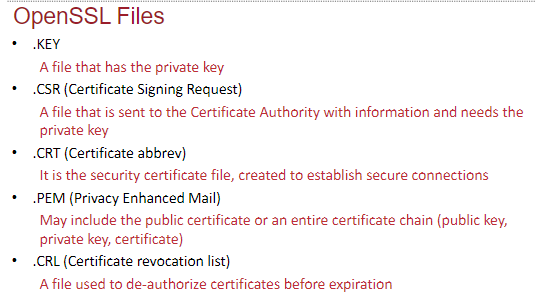 OpenSSL Files
• .KEY
A file that has the private key
• .CSR (Certificate Signing Request)
A file that is sent to the Certificate Authority with information and needs the
private key
• .CRT (Certificate abbrev)
It is the security certificate file, created to establish secure connections
• .PEM (Privacy Enhanced Mail)
May include the public certificate or an entire certificate chain (public key,
private key, certificate)
• .CRL (Certificate revocation list)
A file used to de-authorize certificates before expiration